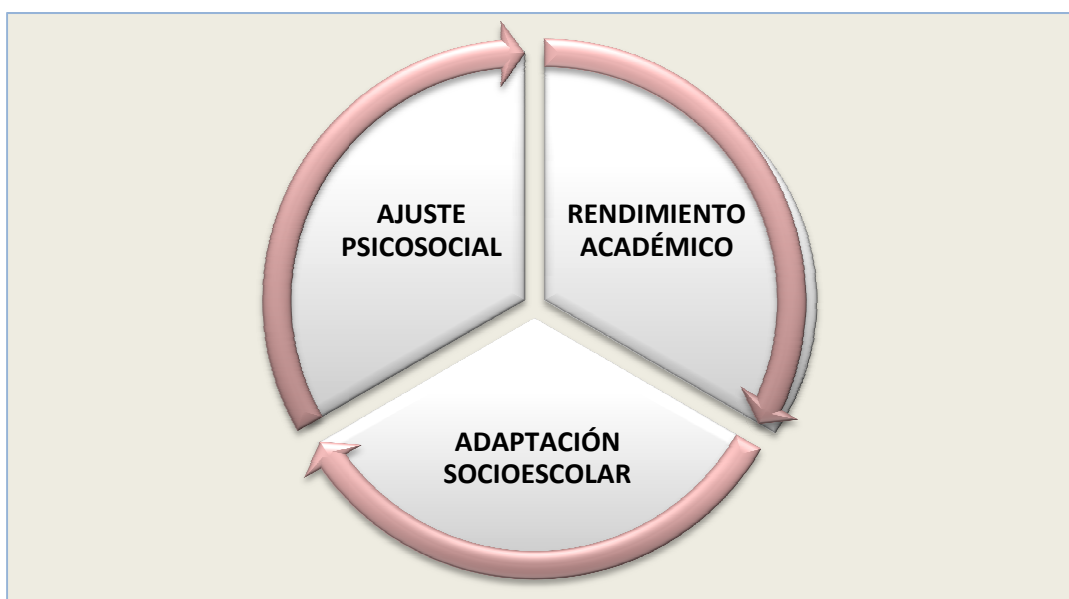 AJUSTE
PSICOSOCIAL
RENDIMIENTO
ACADÉMICO
ADAPTACIÓN
SOCIOESCOLAR